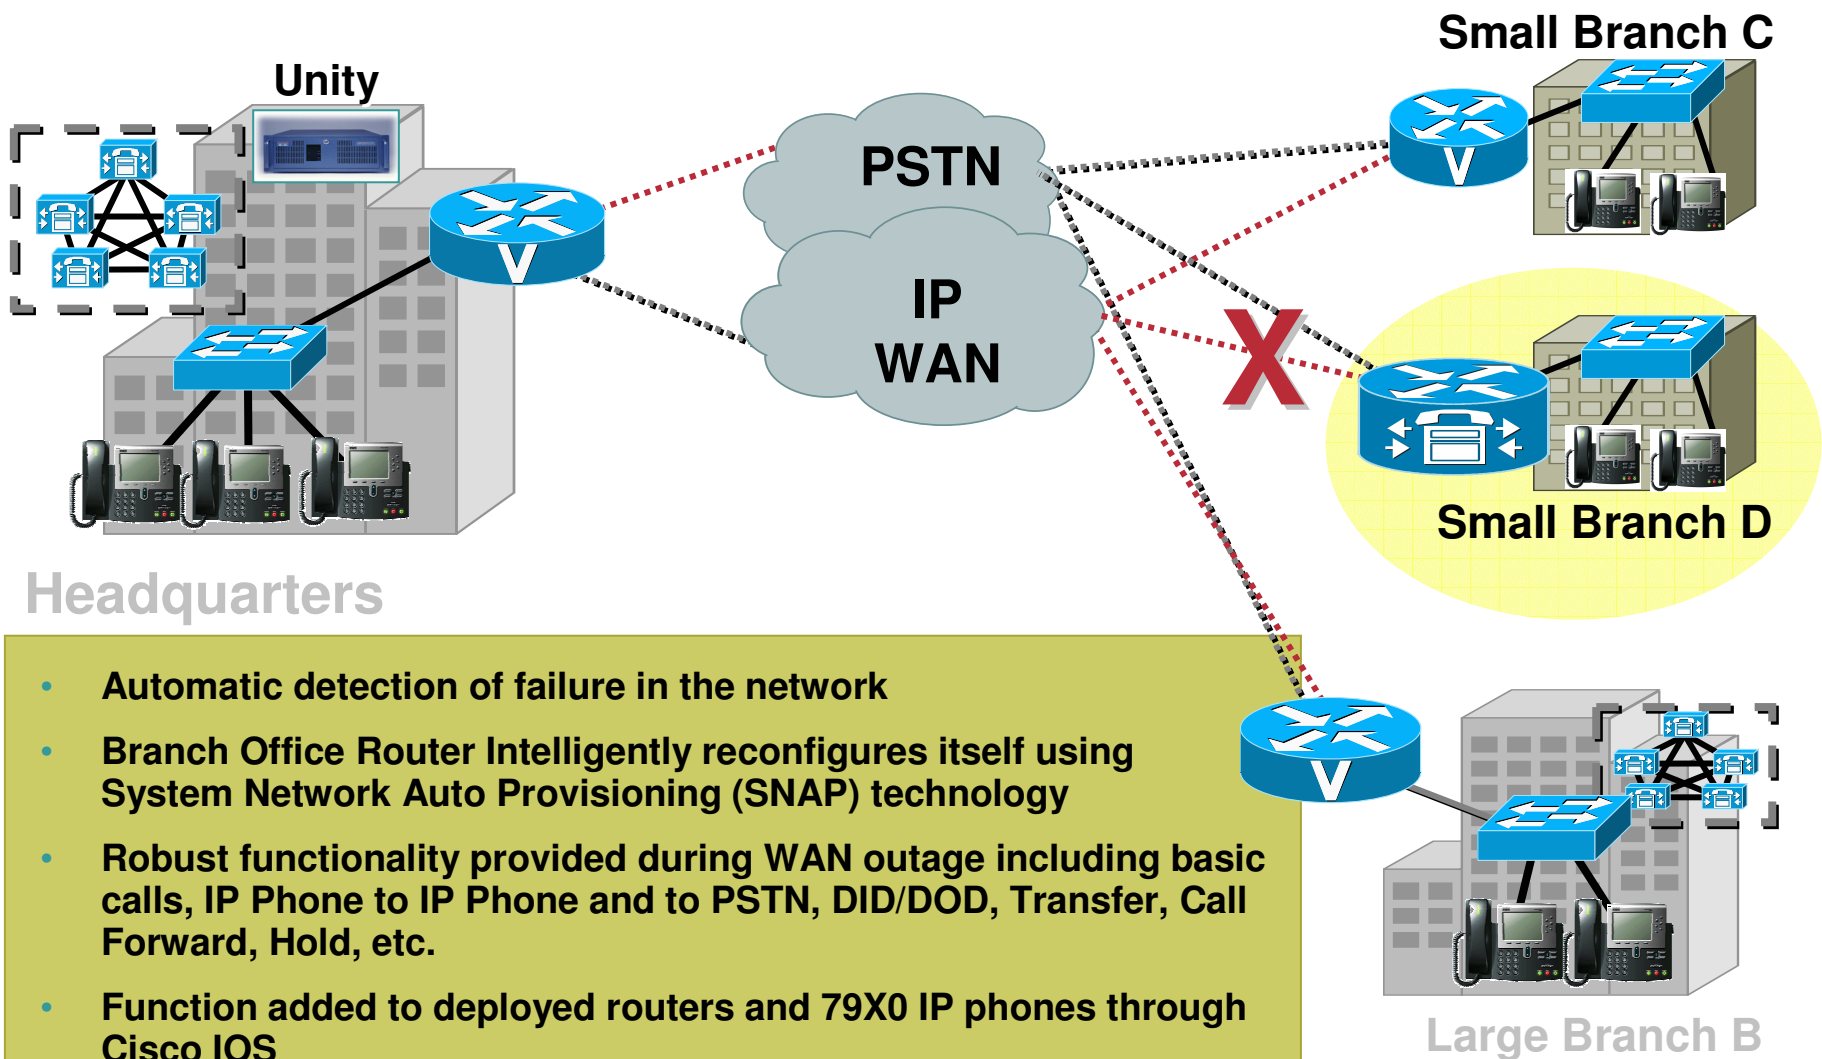 Small Branch C
Unity
PSTN
IP
WAN
V
V
X
Small Branch D
Headquarters
• Automatic detection of failure in the network
• Branch Office Router Intelligently reconfigures itself using
System Network Auto Provisioning (SNAP) technology
• Robust functionality provided during WAN outage including basic
calls, IP Phone to IP Phone and to PSTN, DID/DOD, Transfer, Call
Forward, Hold, etc.
• Function added to deployed routers and 79X0 IP phones through
Cisco IOS
V
Large Branch B